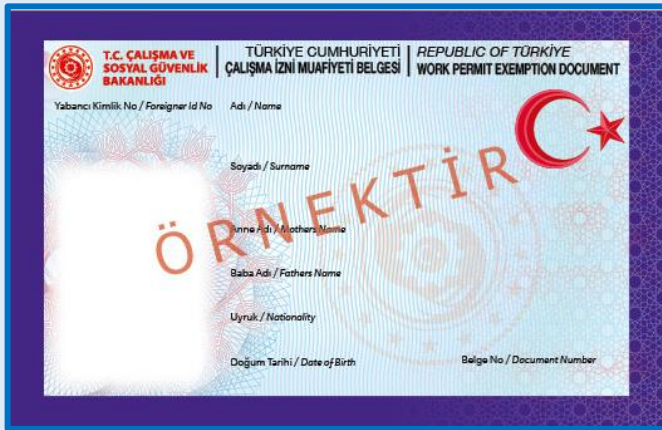 T.C. ÇALIŞMA VE
SOSYAL GÜVENLİK
BAKANLIĞI
TÜRKİYE CUMHURİYETİ
ÇALIŞMA İZNİ MUAFİYETİ BELGESİ
REPUBLIC OF TÜRKİYE
WORK PERMIT EXEMPTION DOCUMENT
Yabancı Kimlik No / Foreigner Id No
Adı / Name
Soyadı / Surname
ÖRNEKTİR
Anne Adı / Mothers Name
Baba Adı / Fathers Name
Uyruk / Nationality
Doğum Tarihi / Date of Birth
Belge No / Document Number